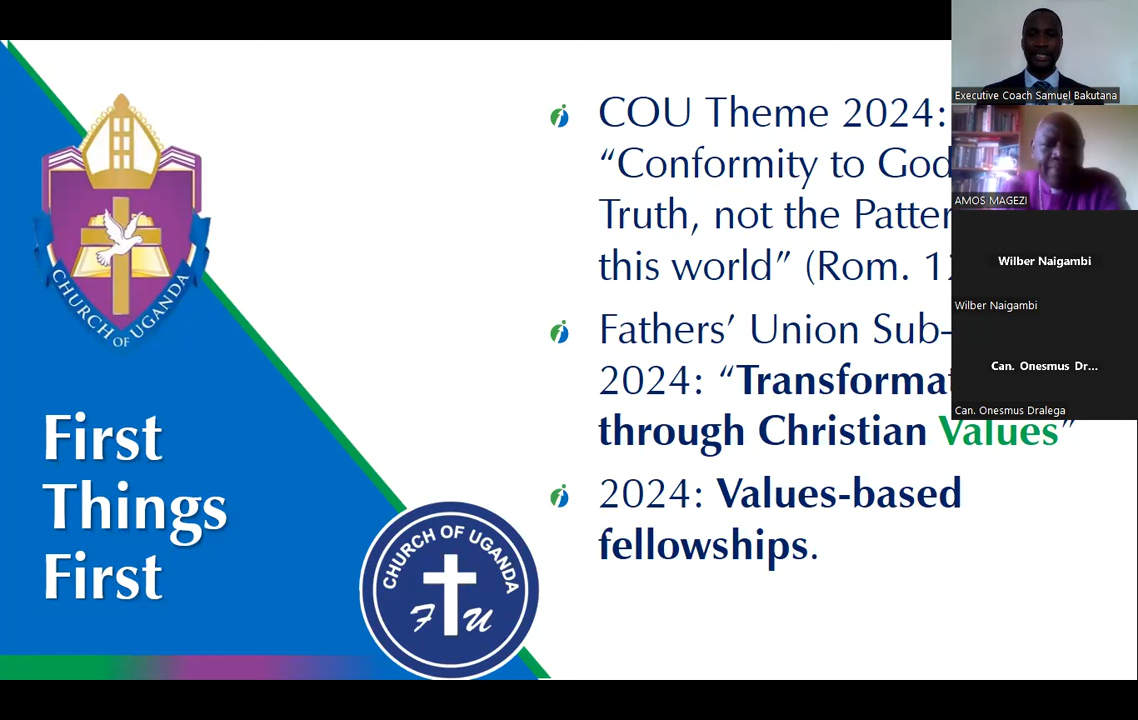 COU Theme 2024:
“Conformity to God
Truth, not the Patter
this world” (Rom. 1
Fathers’ Union Sub-
2024: “Transforma
through Christian Values”
2024: Values-based
fellowships.
First
Things
First
CHURCH OF UGANDA
CHURCH OF UGANDA
F U
Executive Coach Samuel Bakutana
AMOS MAGEZI
Wilber Naigambi
Wilber Naigambi
Can. Onesmus Dr...
Can. Onesmus Dralega